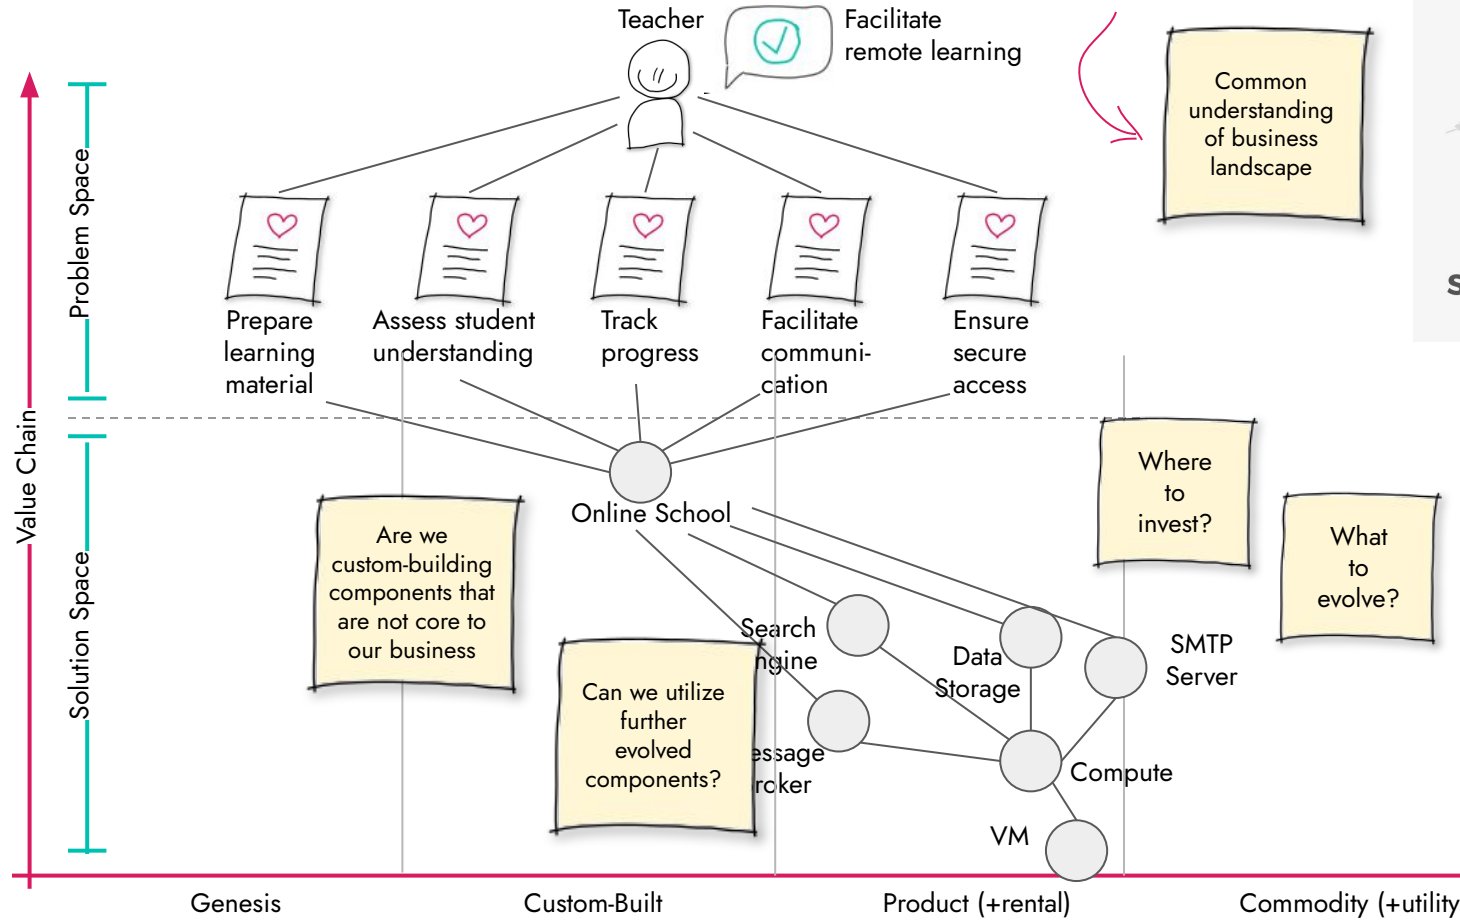 Teacher
Facilitate
remote learning
Common
understanding
of business
landscape
Problem Space
Prepare
learning
material
Assess student
understanding
Track
progress
Facilitate
communi-
cation
Ensure
secure
access
Value Chain
Solution Space
Online School
Where
to
invest?
What
to
evolve?
Are we
custom-building
components that
are not core to
our business
Can we utilize
further
evolved
components?
Search
ngine
Data
Storage
SMTP
Server
essage
roker
Compute
VM
Genesis
Custom-Built
Product (+rental)
Commodity (+utility